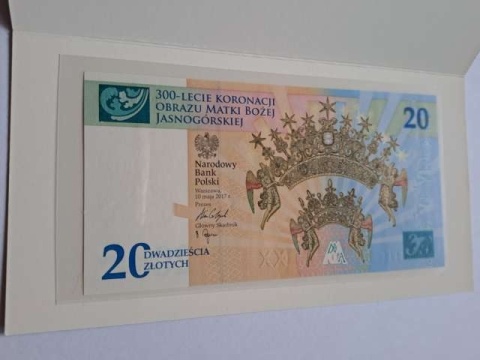 300-LECIE KORONACJI
OBRAZU MATKI BOŻEJ
JASNOGÓRSKIEJ
20
Narodowy
Bank
Polski
Warszawa,
10 maja 2017 r.
Prezes
Główny Skarbnik
20 DWADZIEŚCIA
ZŁOTYCH